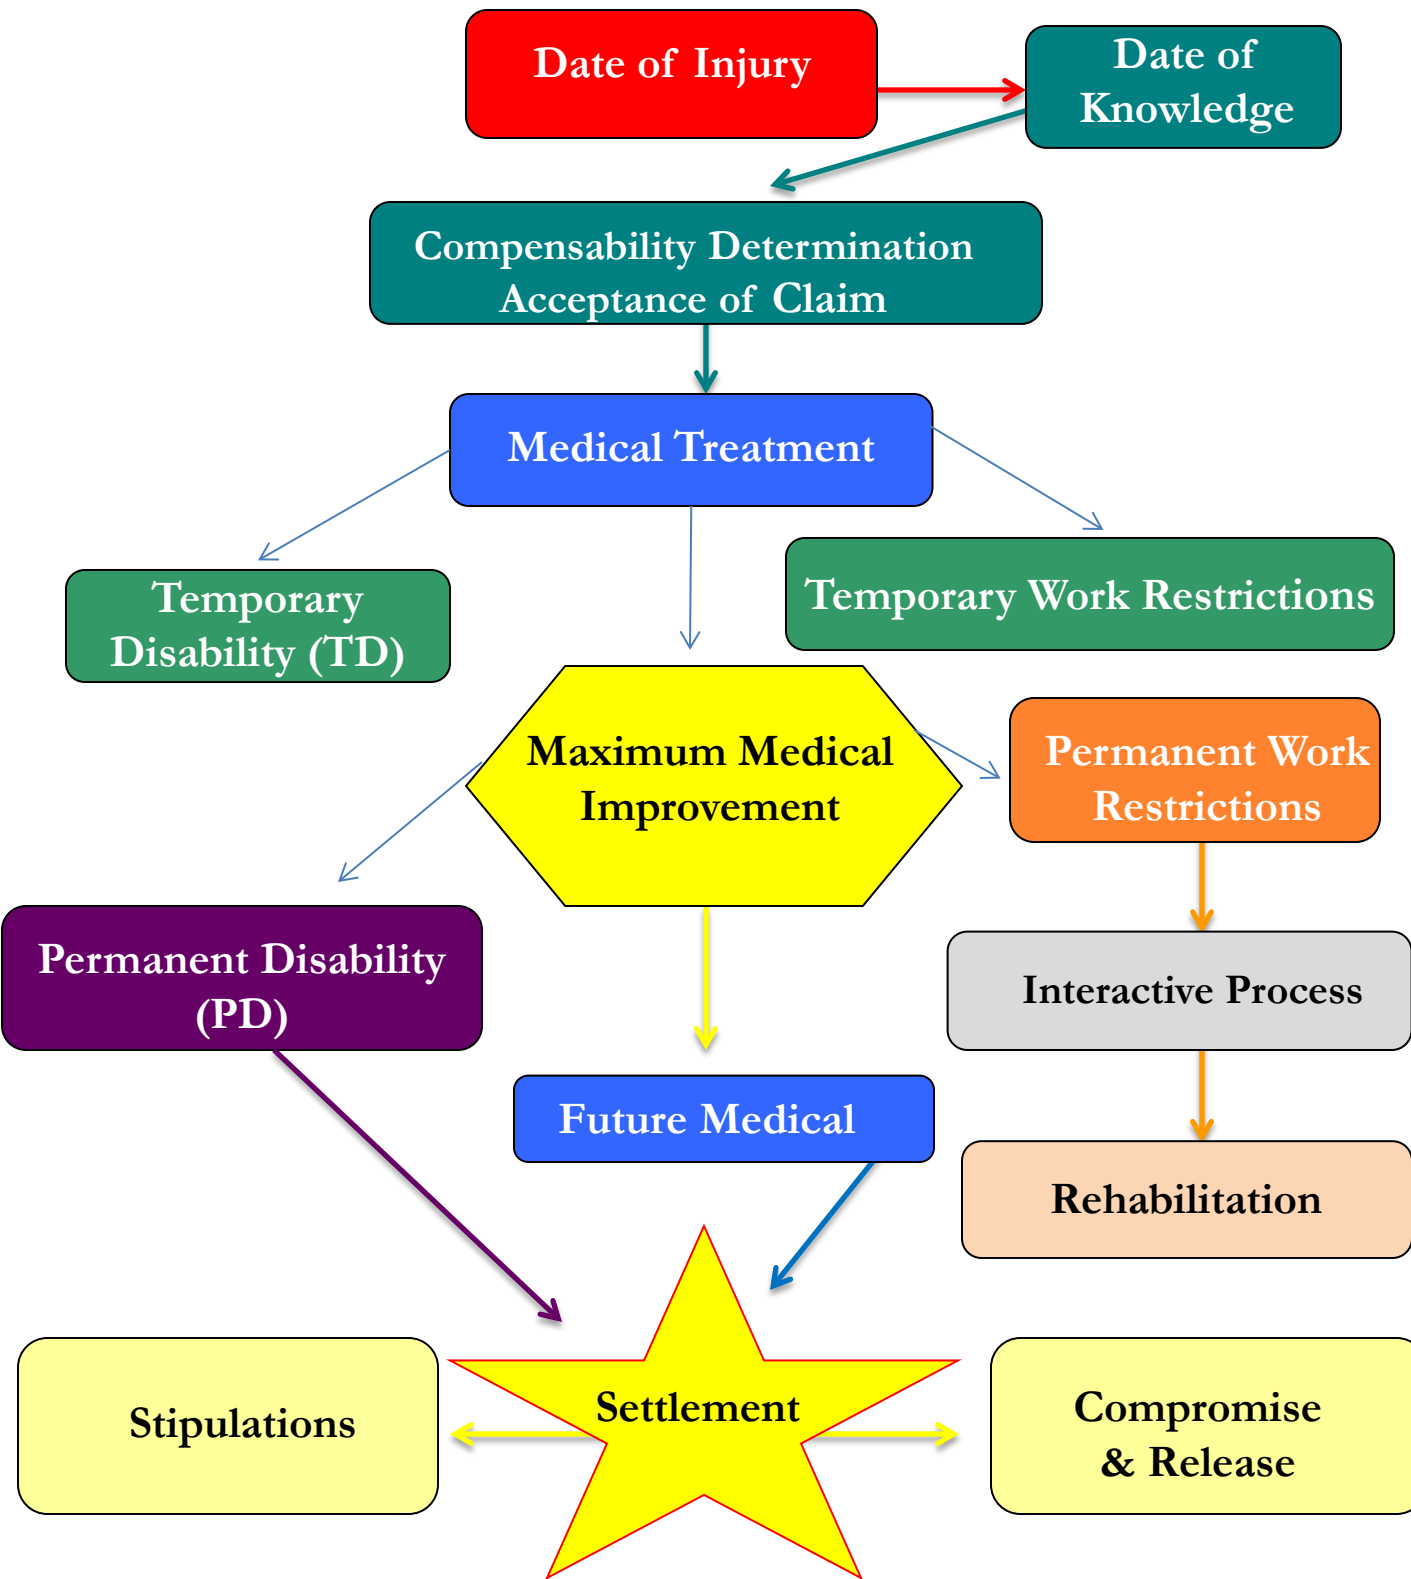 Date of Injury
Date of
Knowledge
Compensability Determination
Acceptance of Claim
Medical Treatment
Temporary
Disability (TD)
Temporary Work Restrictions
Maximum Medical
Improvement
Permanent Work
Restrictions
Permanent Disability
(PD)
Interactive Process
Future Medical
Rehabilitation
Stipulations
Settlement
Compromise
& Release